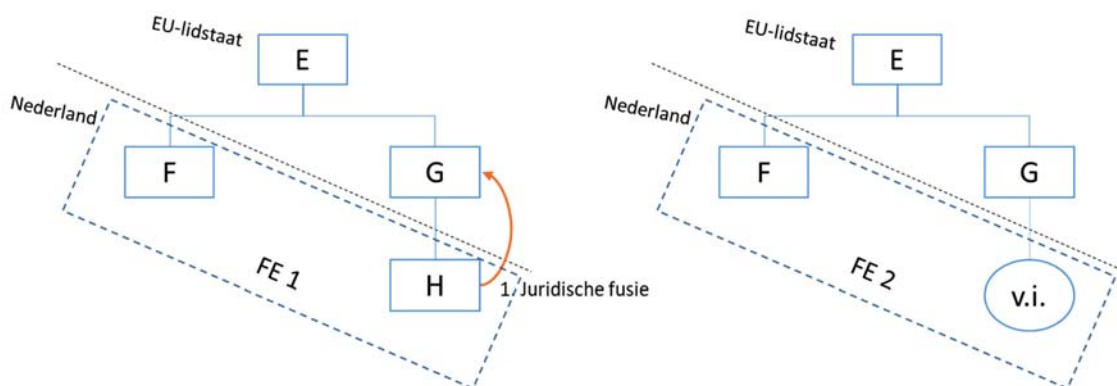 EU-lidstaat
E
Nederland
F
G
FE 1
H
1. Juridische fusie
EU-lidstaat
E
Nederland
F
G
FE 2
v.i.